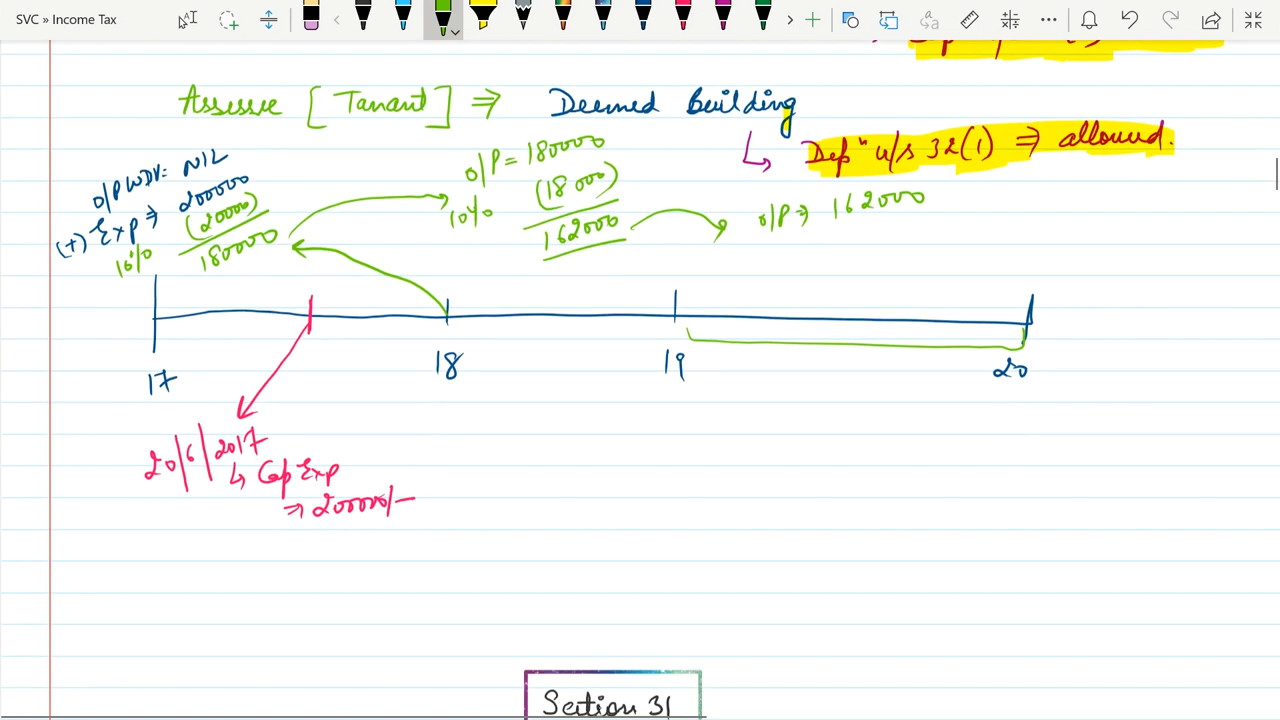 SVC » Income Tax
Assessee [Tanant] ⇒ Deemed Building
↳ Depⁿ u/s 32(1) ⇒ allowed.
o/p WDV = NIL
(+) Exp ⇒ 200000
10% (20000)
180000
o/p = 180000
10% (18000)
162000
o/p ⇒ 162000
17 18 19 20
20/6/2017
↳ Cap Exp
⇒ 200000/-
Section 31